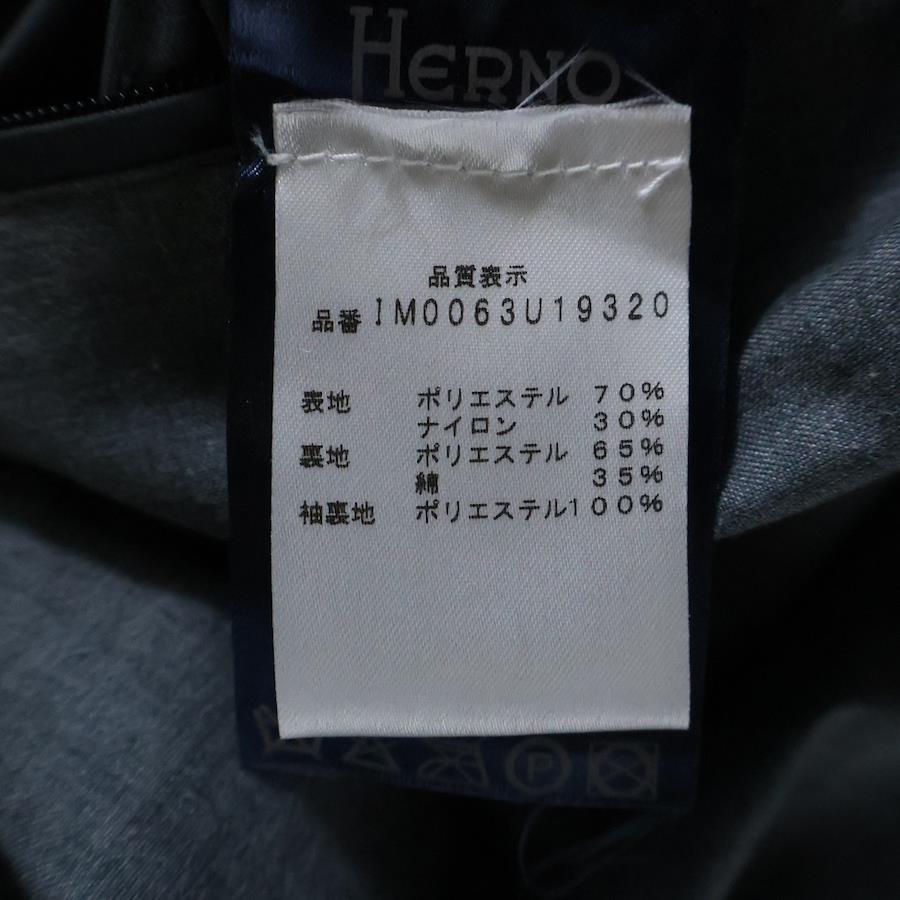 HERNO
品質表示
品番 IM0063U19320
表地 ポリエステル 70%
ナイロン 30%
裏地 ポリエステル 65%
綿 35%
袖裏地 ポリエステル100%
P